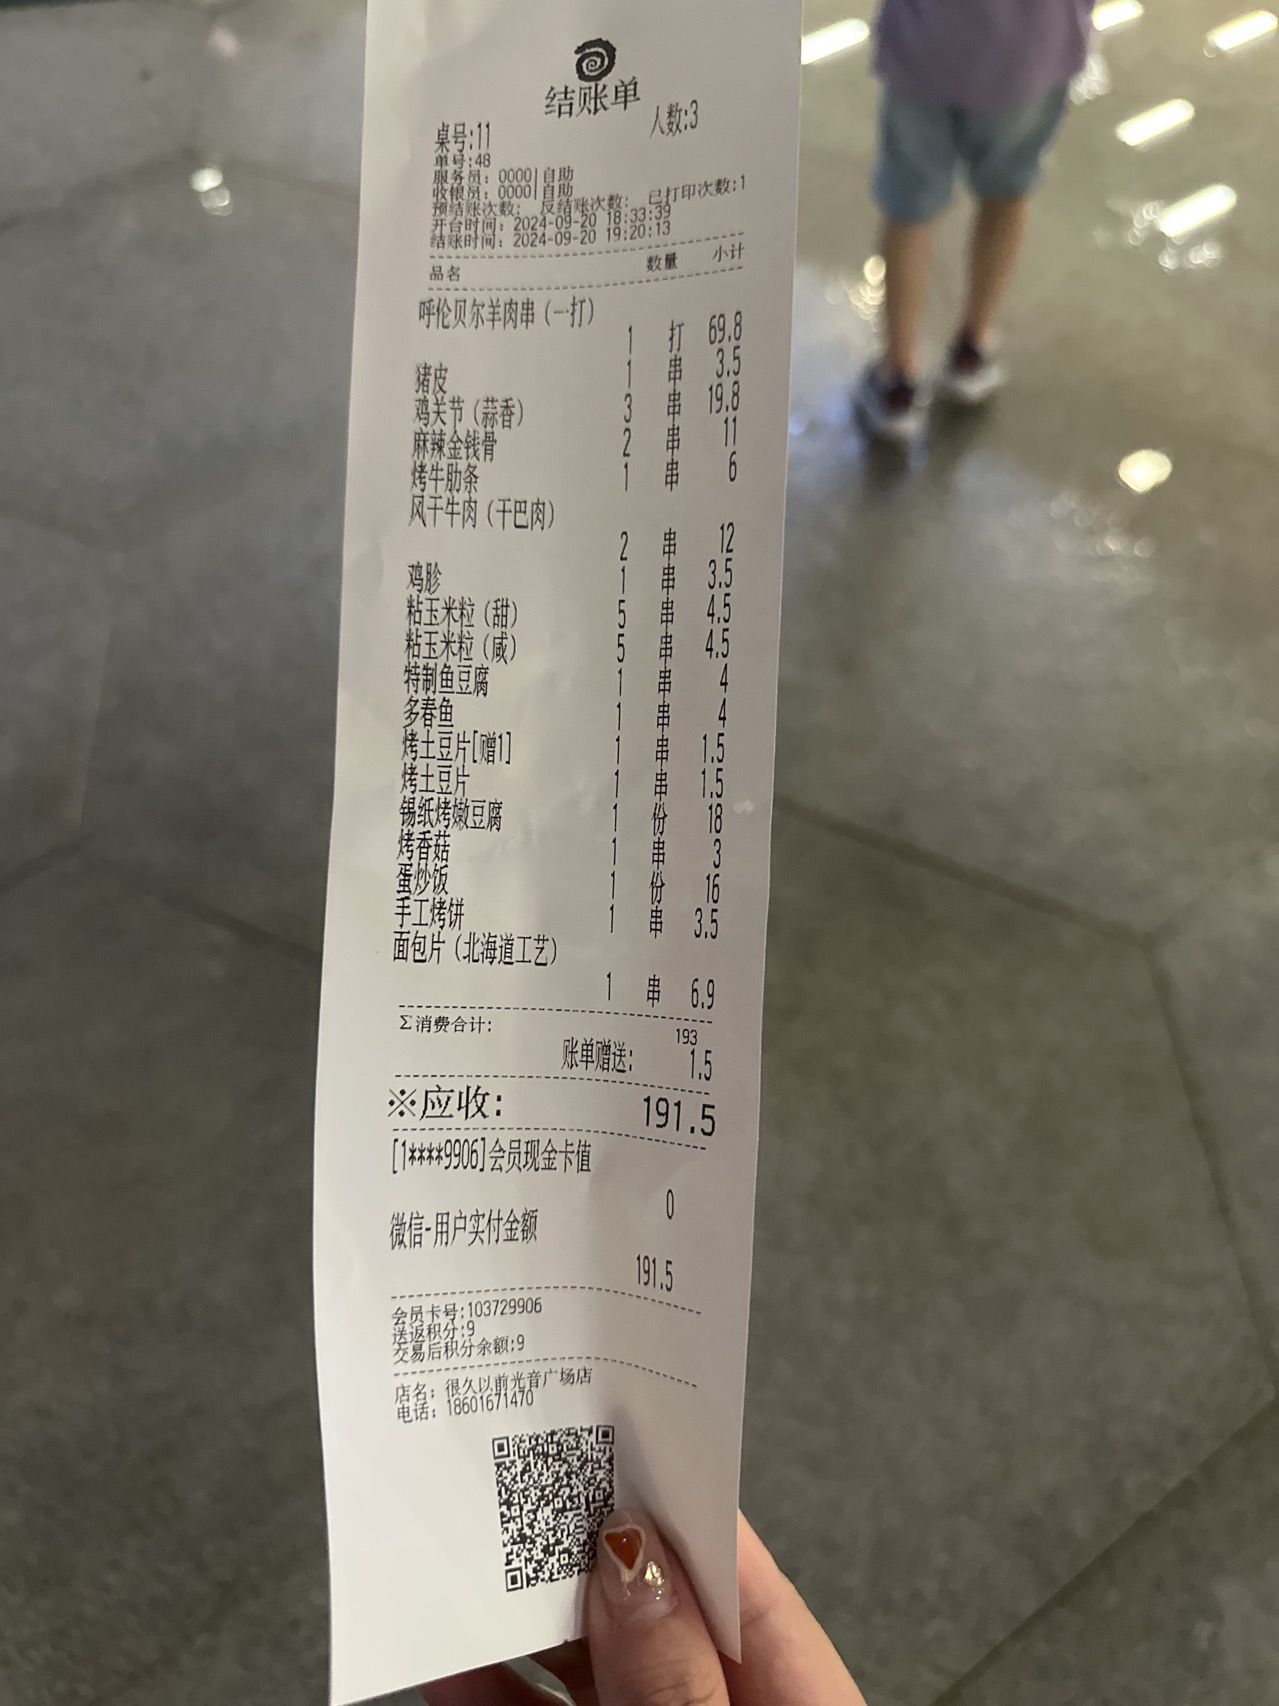 结账单
桌号:11 人数:3
单号:48
服务员: 0000|自助
收银员: 0000|自助
预结账次数: 反结账次数: 已打印次数:1
开台时间: 2024-09-20 18:33:39
结账时间: 2024-09-20 19:20:13
品名 数量 小计
呼伦贝尔羊肉串(一打)
1 打 69.8
猪皮 1 串 3.5
鸡关节(蒜香) 3 串 19.8
麻辣金钱骨 2 串 11
烤牛肋条 1 串 6
风干牛肉(干巴肉)
2 串 12
鸡胗 1 串 3.5
粘玉米粒(甜) 5 串 4.5
粘玉米粒(咸) 5 串 4.5
特制鱼豆腐 1 串 4
多春鱼 1 串 4
烤土豆片[赠1] 1 串 1.5
烤土豆片 1 串 1.5
锡纸烤嫩豆腐 1 份 18
烤香菇 1 串 3
蛋炒饭 1 份 16
手工烤饼 1 串 3.5
面包片(北海道工艺)
1 串 6.9
Σ消费合计: 193
账单赠送: 1.5
※应收: 191.5
[1****9906]会员现金卡值
0
微信-用户实付金额
191.5
会员卡号:103729906
送返积分:9
交易后积分余额:9
店名: 很久以前光音广场店
电话: 18601671470